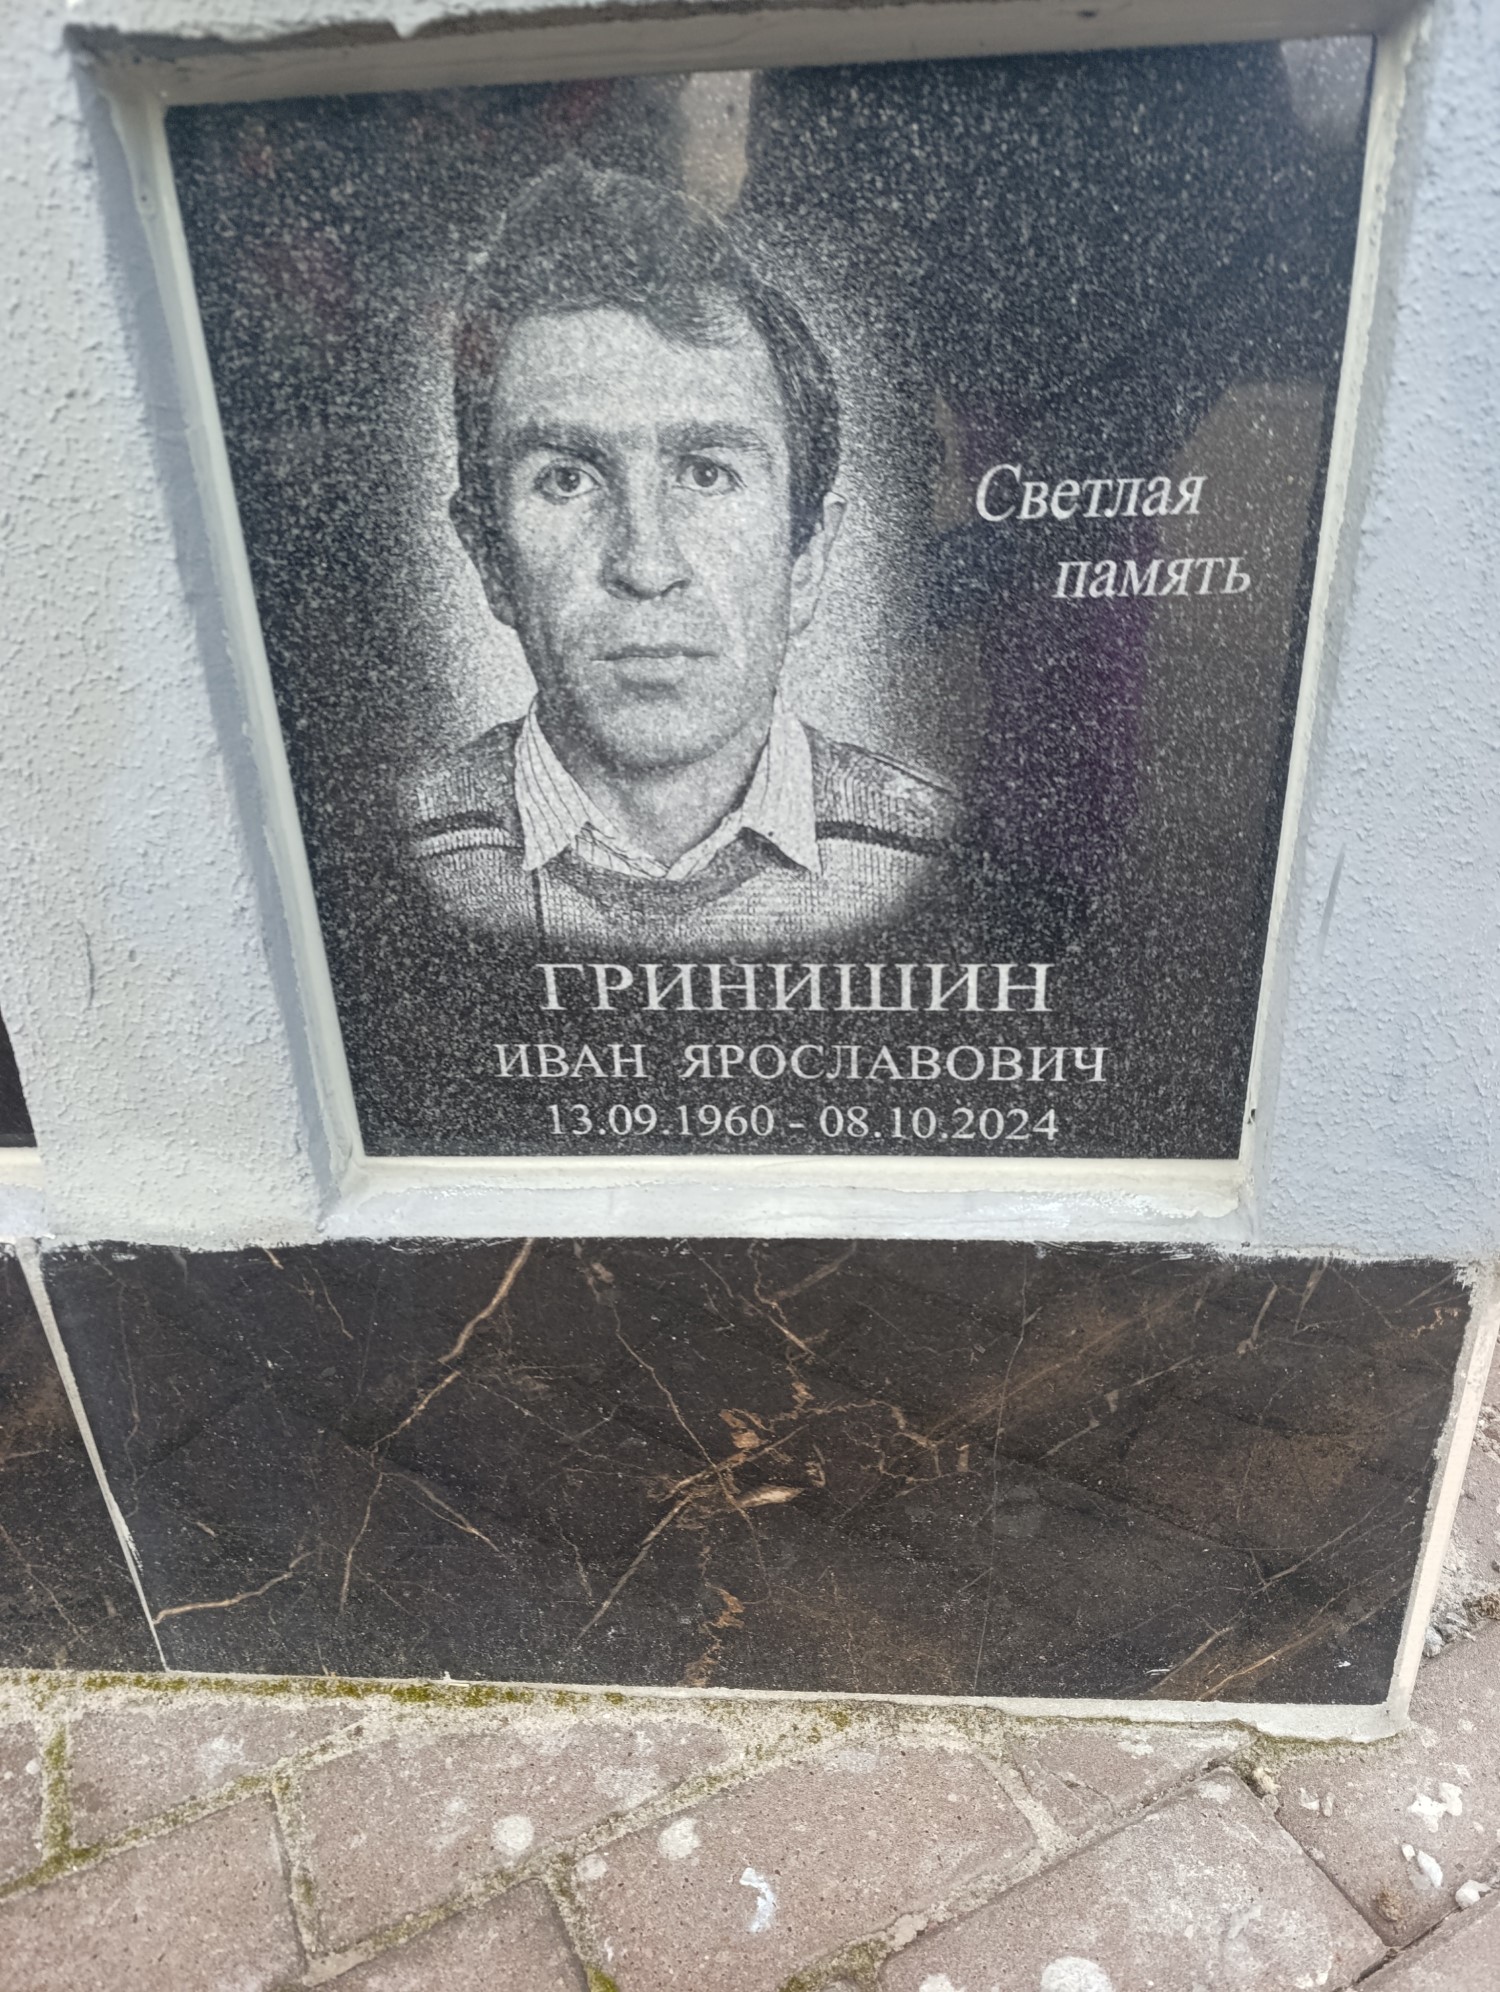 Светлая
память
ГРИНИШИН
ИВАН ЯРОСЛАВОВИЧ
13.09.1960 - 08.10.2024